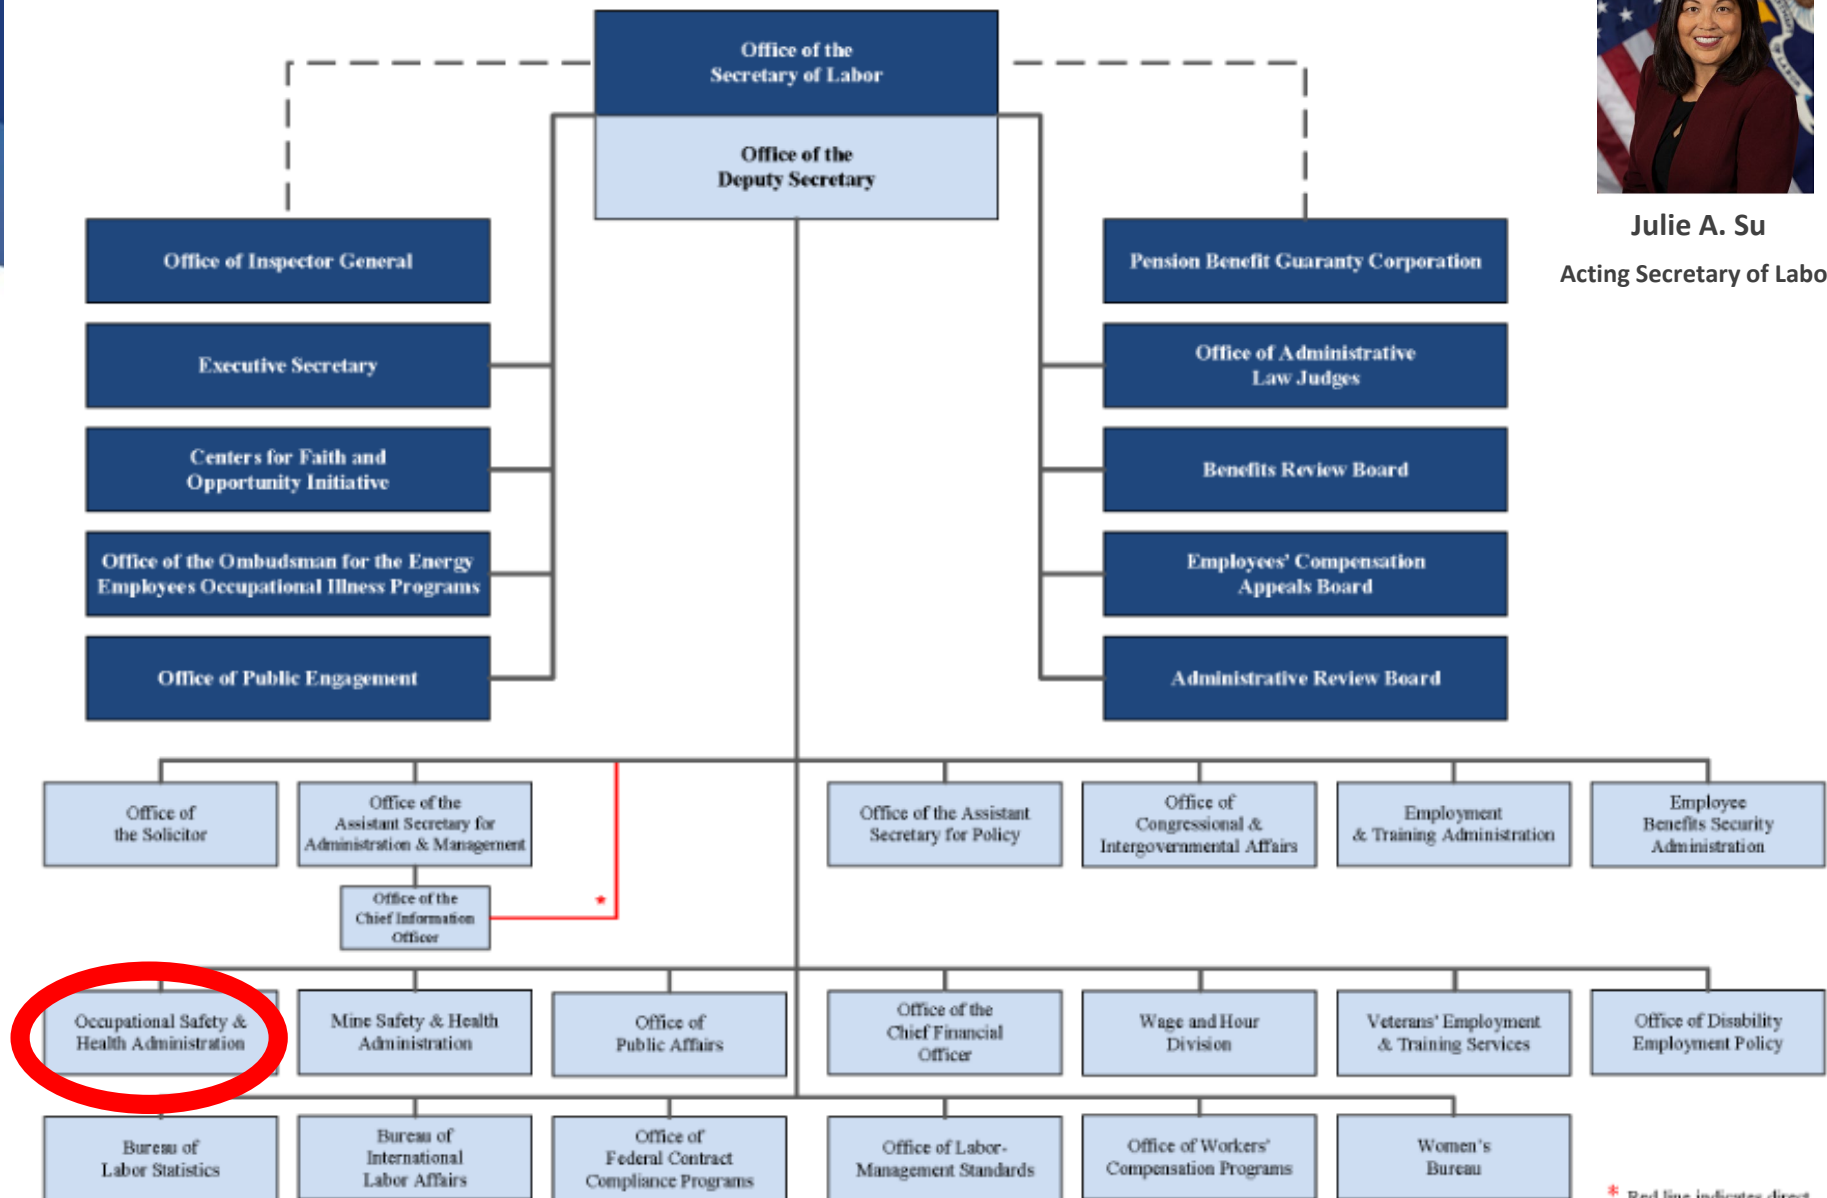 Office of the
Secretary of Labor
Office of the
Deputy Secretary
Julie A. Su
Acting Secretary of Labo
Office of Inspector General
Pension Benefit Guaranty Corporation
Executive Secretary
Office of Administrative
Law Judges
Centers for Faith and
Opportunity Initiative
Benefits Review Board
Office of the Ombudsman for the Energy
Employees Occupational Illness Programs
Employees' Compensation
Appeals Board
Office of Public Engagement
Administrative Review Board
Office of
the Solicitor
Office of the
Assistant Secretary for
Administration & Management
Office of the Assistant
Secretary for Policy
Office of
Congressional &
Intergovernmental Affairs
Employment
& Training Administration
Employee
Benefits Security
Administration
Office of the
Chief Information
Officer
*
Occupational Safety &
Health Administration
Mine Safety & Health
Administration
Office of
Public Affairs
Office of the
Chief Financial
Officer
Wage and Hour
Division
Veterans' Employment
& Training Services
Office of Disability
Employment Policy
Bureau of
Labor Statistics
Bureau of
International
Labor Affairs
Office of
Federal Contract
Compliance Programs
Office of Labor-
Management Standards
Office of Workers'
Compensation Programs
Women's
Bureau
* Red line indicates direct